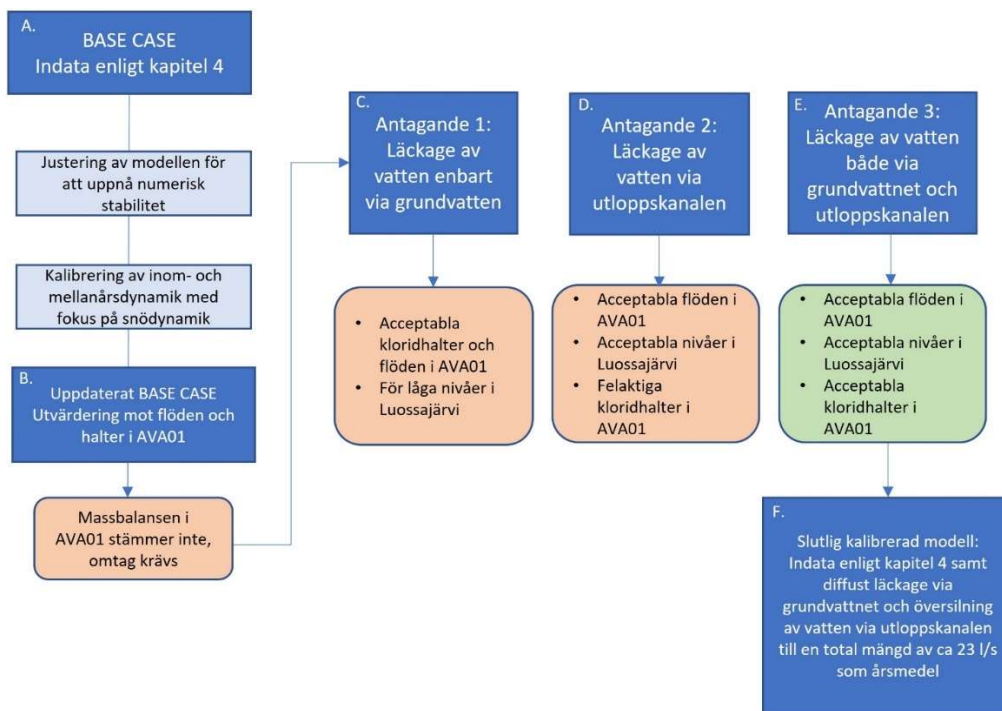 A.
BASE CASE
Indata enligt kapitel 4
Justering av modellen för
att uppnå numerisk
stabilitet
Kalibrering av inom- och
mellanårsdynamik med
fokus på snödynamik
B.
Uppdaterat BASE CASE
Utvärdering mot flöden och
halter i AVA01
Massbalansen i
AVA01 stämmer inte,
omtag krävs
C.
Antagande 1:
Läckage av
vatten enbart
via grundvatten
• Acceptabla
kloridhalter och
flöden i AVA01
• För låga nivåer i
Luossajärvi
D.
Antagande 2:
Läckage av
vatten via
utloppskanalen
• Acceptabla flöden i
AVA01
• Acceptabla nivåer i
Luossajärvi
• Felaktiga
kloridhalter i
AVA01
E.
Antagande 3:
Läckage av vatten
både via
grundvattnet och
utloppskanalen
• Acceptabla flöden i
AVA01
• Acceptabla nivåer i
Luossajärvi
• Acceptabla
kloridhalter i
AVA01
F.
Slutlig kalibrerad modell:
Indata enligt kapitel 4 samt
diffust läckage via
grundvattnet och översilning
av vatten via utloppskanalen
till en total mängd av ca 23 l/s
som årsmedel